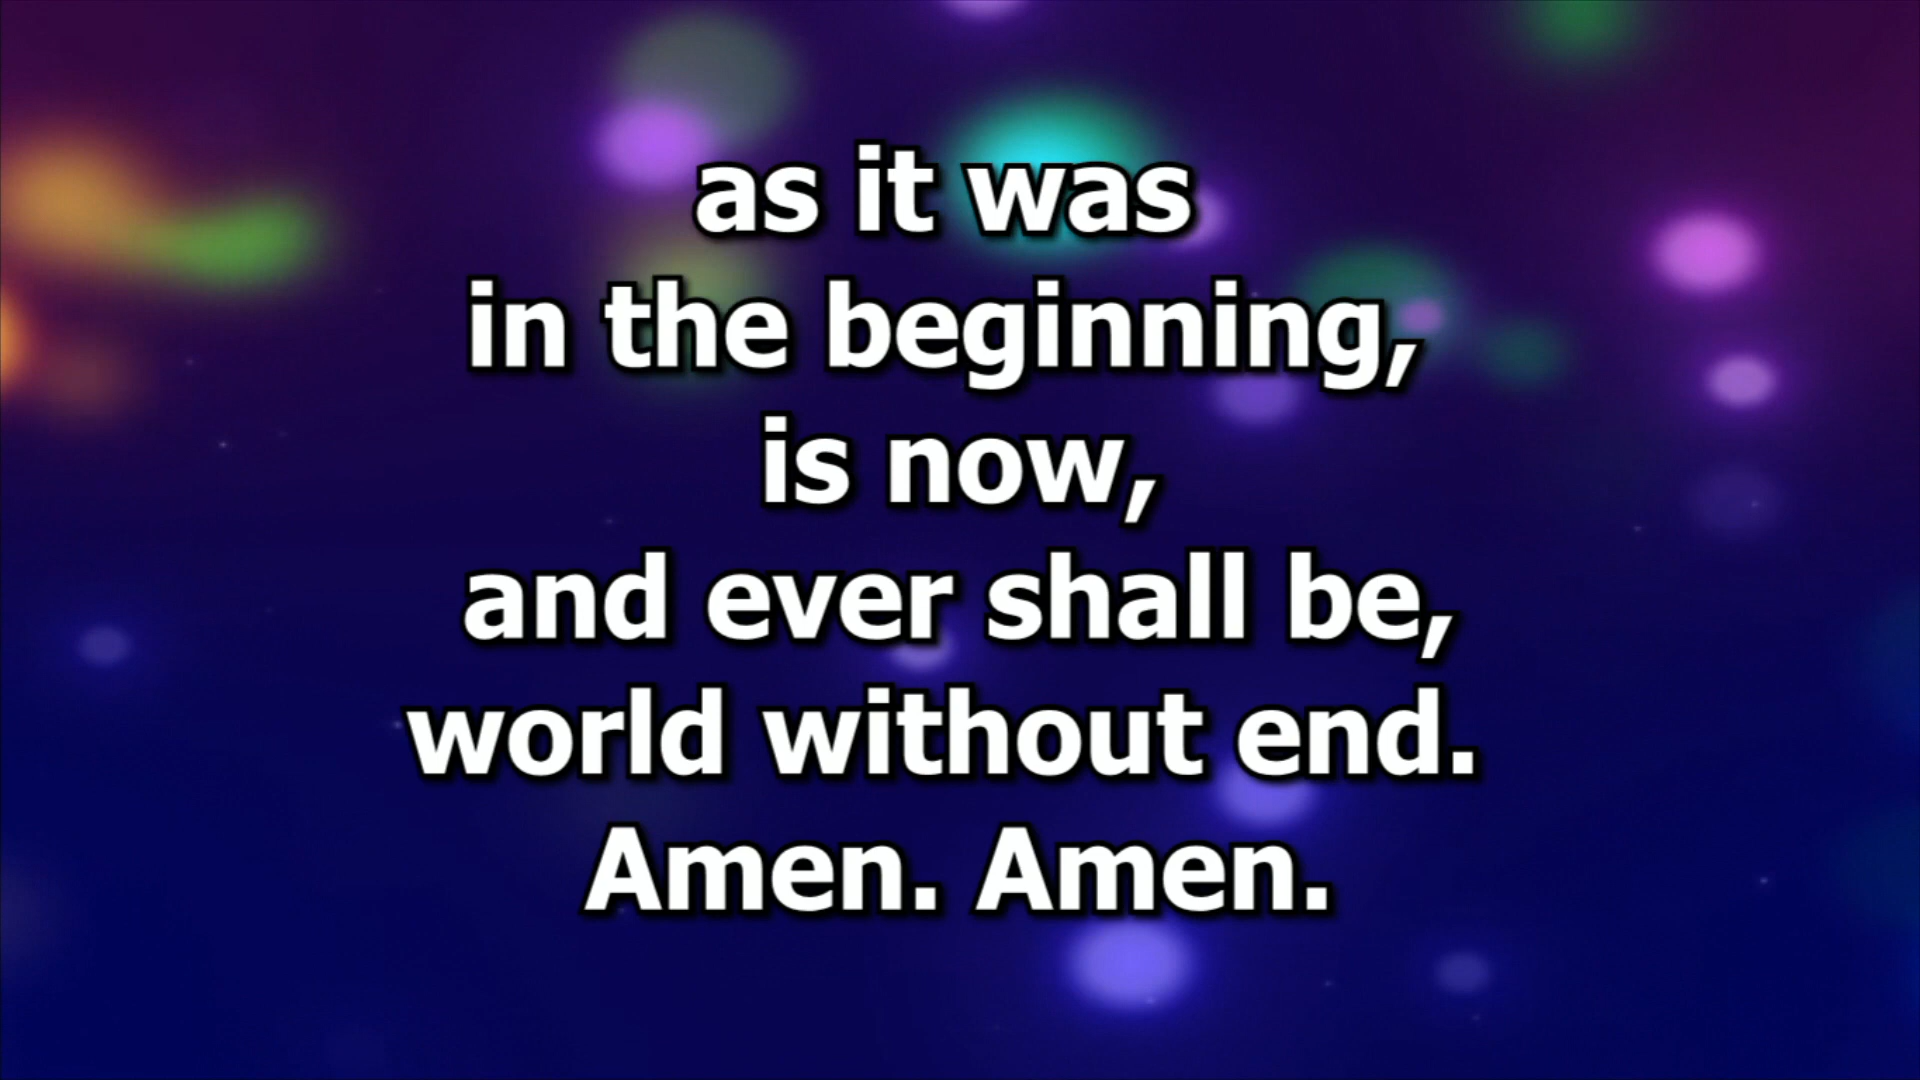 as it was
in the beginning,
is now,
and ever shall be,
world without end.
Amen. Amen.